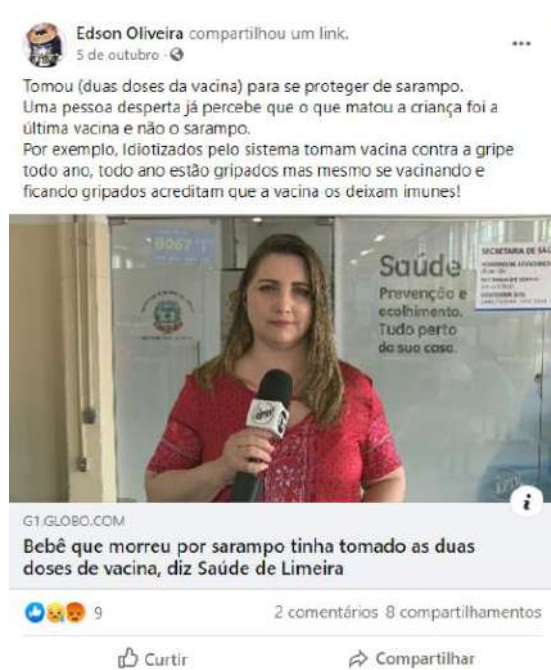 Edson Oliveira compartilhou um link.
5 de outubro ·
Tomou (duas doses da vacina) para se proteger de sarampo.
Uma pessoa desperta já percebe que o que matou a criança foi a
última vacina e não o sarampo.
Por exemplo, Idiotizados pelo sistema tomam vacina contra a gripe
todo ano, todo ano estão gripados mas mesmo se vacinando e
ficando gripados acreditam que a vacina os deixam imunes!
Saúde
Prevenção e
acolhimento.
Tudo perto
da sua casa.
SECRETARIA DE SAÚ
G1.GLOBO.COM
Bebê que morreu por sarampo tinha tomado as duas
doses de vacina, diz Saúde de Limeira
9
2 comentários 8 compartilhamentos
Curtir
Compartilhar